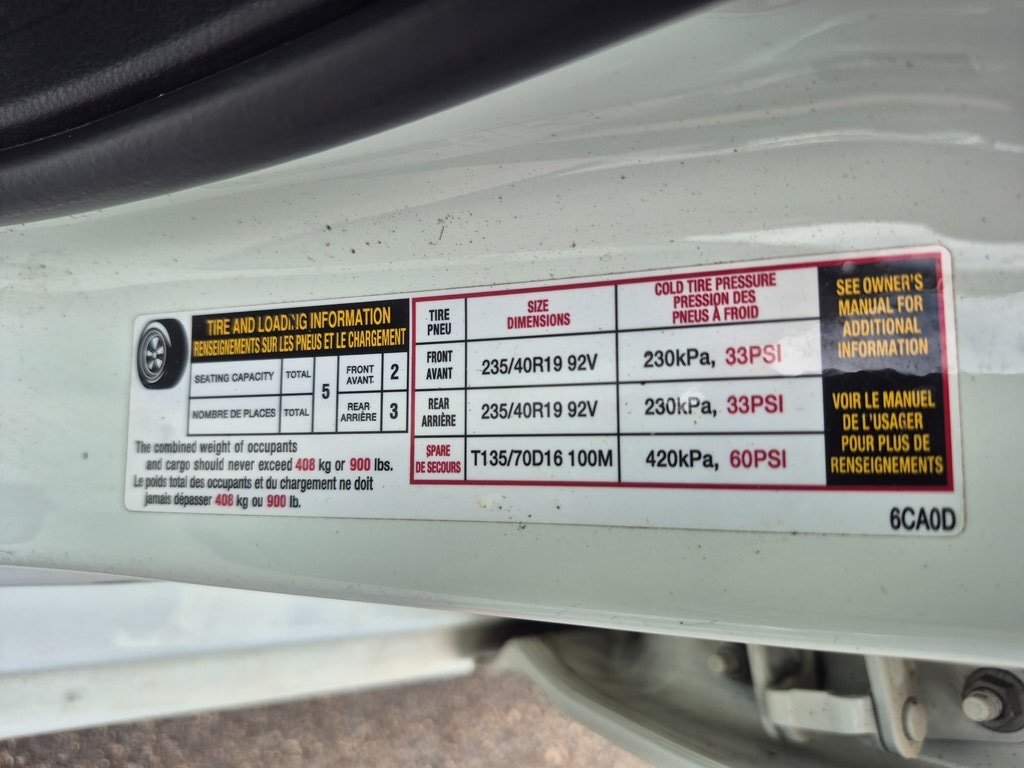 TIRE AND LOADING INFORMATION
RENSEIGNEMENTS SUR LES PNEUS ET LE CHARGEMENT
SEATING CAPACITY TOTAL 5 FRONT AVANT 2
NOMBRE DE PLACES TOTAL REAR ARRIÈRE 3
The combined weight of occupants
and cargo should never exceed 408 kg or 900 lbs.
Le poids total des occupants et du chargement ne doit
jamais dépasser 408 kg ou 900 lb.
TIRE PNEU SIZE DIMENSIONS COLD TIRE PRESSURE PRESSION DES PNEUS À FROID
FRONT AVANT 235/40R19 92V 230kPa, 33PSI
REAR ARRIÈRE 235/40R19 92V 230kPa, 33PSI
SPARE DE SECOURS T135/70D16 100M 420kPa, 60PSI
SEE OWNER'S
MANUAL FOR
ADDITIONAL
INFORMATION
VOIR LE MANUEL
DE L'USAGER
POUR PLUS DE
RENSEIGNEMENTS
6CA0D